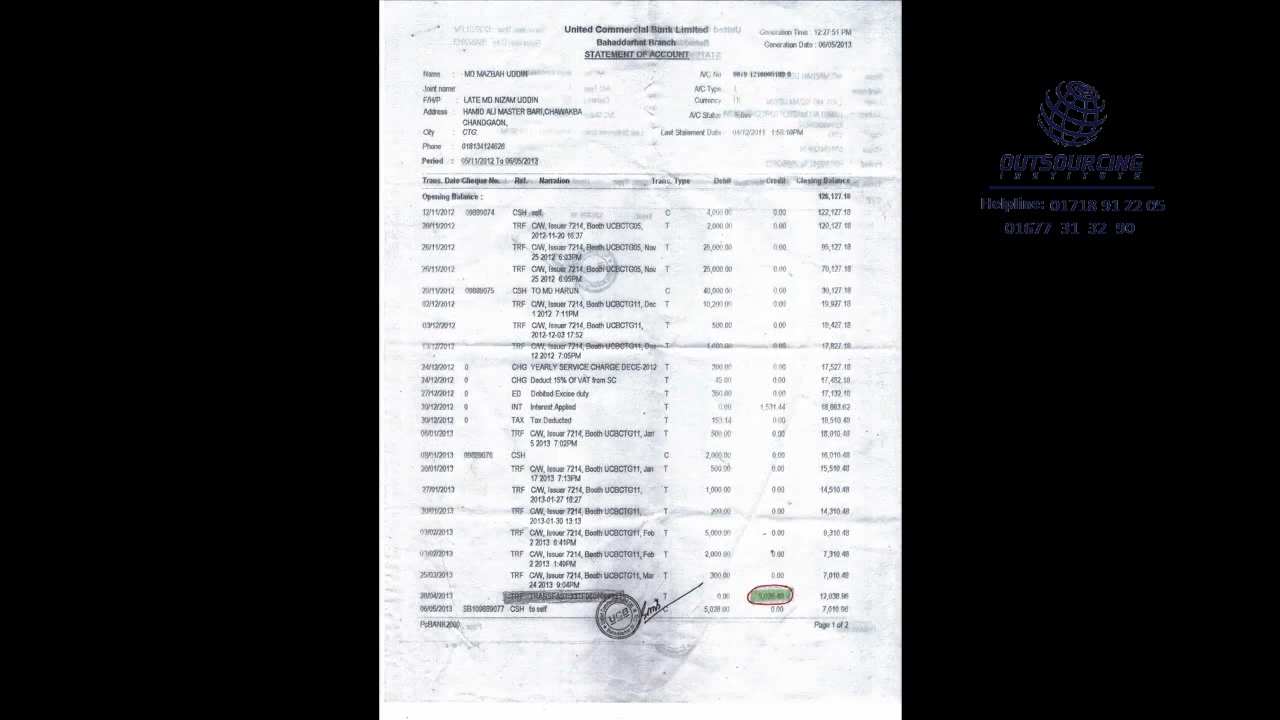 United Commercial Bank Limited
Bahaddarhat Branch
STATEMENT OF ACCOUNT
Generation Time : 12:27:51 PM
Generation Date : 06/05/2013
Name : MD.MAZBAH UDDIN
A/C No
Joint name
A/C Type :
F/H/P : LATE MD.NIZAM UDDIN
Currency :
Address : HAMID ALI MASTER BARI,CHAWAKBA
A/C Status :
CHANDGAON,
City : CTG.
Last Statement Date :
Phone : 018134124626
Period : 05/11/2012 To 06/05/2013
Trans. Date Cheque No. Ref. Narration Trans. Type Debit Credit Closing Balance
Opening Balance : 126,127.18
12/11/2012 09889074 CSH self C 4,000.00 0.00 122,127.18
20/11/2012 TRF C/W, Issuer 7214, Booth UCBCTG05, T 2,000.00 0.00 120,127.18
2012-11-20 16:37
26/11/2012 TRF C/W, Issuer 7214, Booth UCBCTG05, Nov T 25,000.00 0.00 95,127.18
25 2012 6:03PM
26/11/2012 TRF C/W, Issuer 7214, Booth UCBCTG05, Nov T 25,000.00 0.00 70,127.18
25 2012 6:05PM
29/11/2012 09889075 CSH TO MD HARUN C 40,000.00 0.00 30,127.18
02/12/2012 TRF C/W, Issuer 7214, Booth UCBCTG11, Dec T 10,200.00 0.00 19,927.18
1 2012 7:11PM
03/12/2012 TRF C/W, Issuer 7214, Booth UCBCTG11, T 500.00 0.00 19,427.18
2012-12-03 17:52
13/12/2012 TRF C/W, Issuer 7214, Booth UCBCTG11, Dec T 0.00 17,827.18
12 2012 7:05PM
24/12/2012 0 CHG YEARLY SERVICE CHARGE DECE-2012 T 300.00 0.00 17,527.18
24/12/2012 0 CHG Deduct 15% Of VAT from SC T 45.00 0.00 17,482.18
27/12/2012 0 ED Debited Excise duty T 350.00 0.00 17,132.18
30/12/2012 0 INT Interest Applied T 0.00 1,531.44 18,663.62
30/12/2012 0 TAX Tax Deducted T 153.14 0.00 18,510.48
06/01/2013 TRF C/W, Issuer 7214, Booth UCBCTG11, Jan T 500.00 0.00 18,010.48
5 2013 7:02PM
08/01/2013 09889076 CSH C 2,000.00 0.00 16,010.48
20/01/2013 TRF C/W, Issuer 7214, Booth UCBCTG11, Jan T 500.00 0.00 15,510.48
17 2013 7:13PM
27/01/2013 TRF C/W, Issuer 7214, Booth UCBCTG11, T 1,000.00 0.00 14,510.48
2013-01-27 18:27
30/01/2013 TRF C/W, Issuer 7214, Booth UCBCTG11, T 200.00 0.00 14,310.48
2013-01-30 13:13
03/02/2013 TRF C/W, Issuer 7214, Booth UCBCTG11, Feb T 5,000.00 0.00 9,310.48
2 2013 6:41PM
03/02/2013 TRF C/W, Issuer 7214, Booth UCBCTG11, Feb T 2,000.00 0.00 7,310.48
2 2013 1:49PM
25/03/2013 TRF C/W, Issuer 7214, Booth UCBCTG11, Mar T 300.00 0.00 7,010.48
24 2013 9:04PM
28/04/2013 TRF T 0.00 12,038.96
06/05/2013 SB109889077 CSH to self C 5,028.00 0.00 7,010.96
PcBANK2000 Page 1 of 2
UCB
OUTSOURCING
INSTITUTE
Helpline: 01718 91 22 05
01677 31 32 90